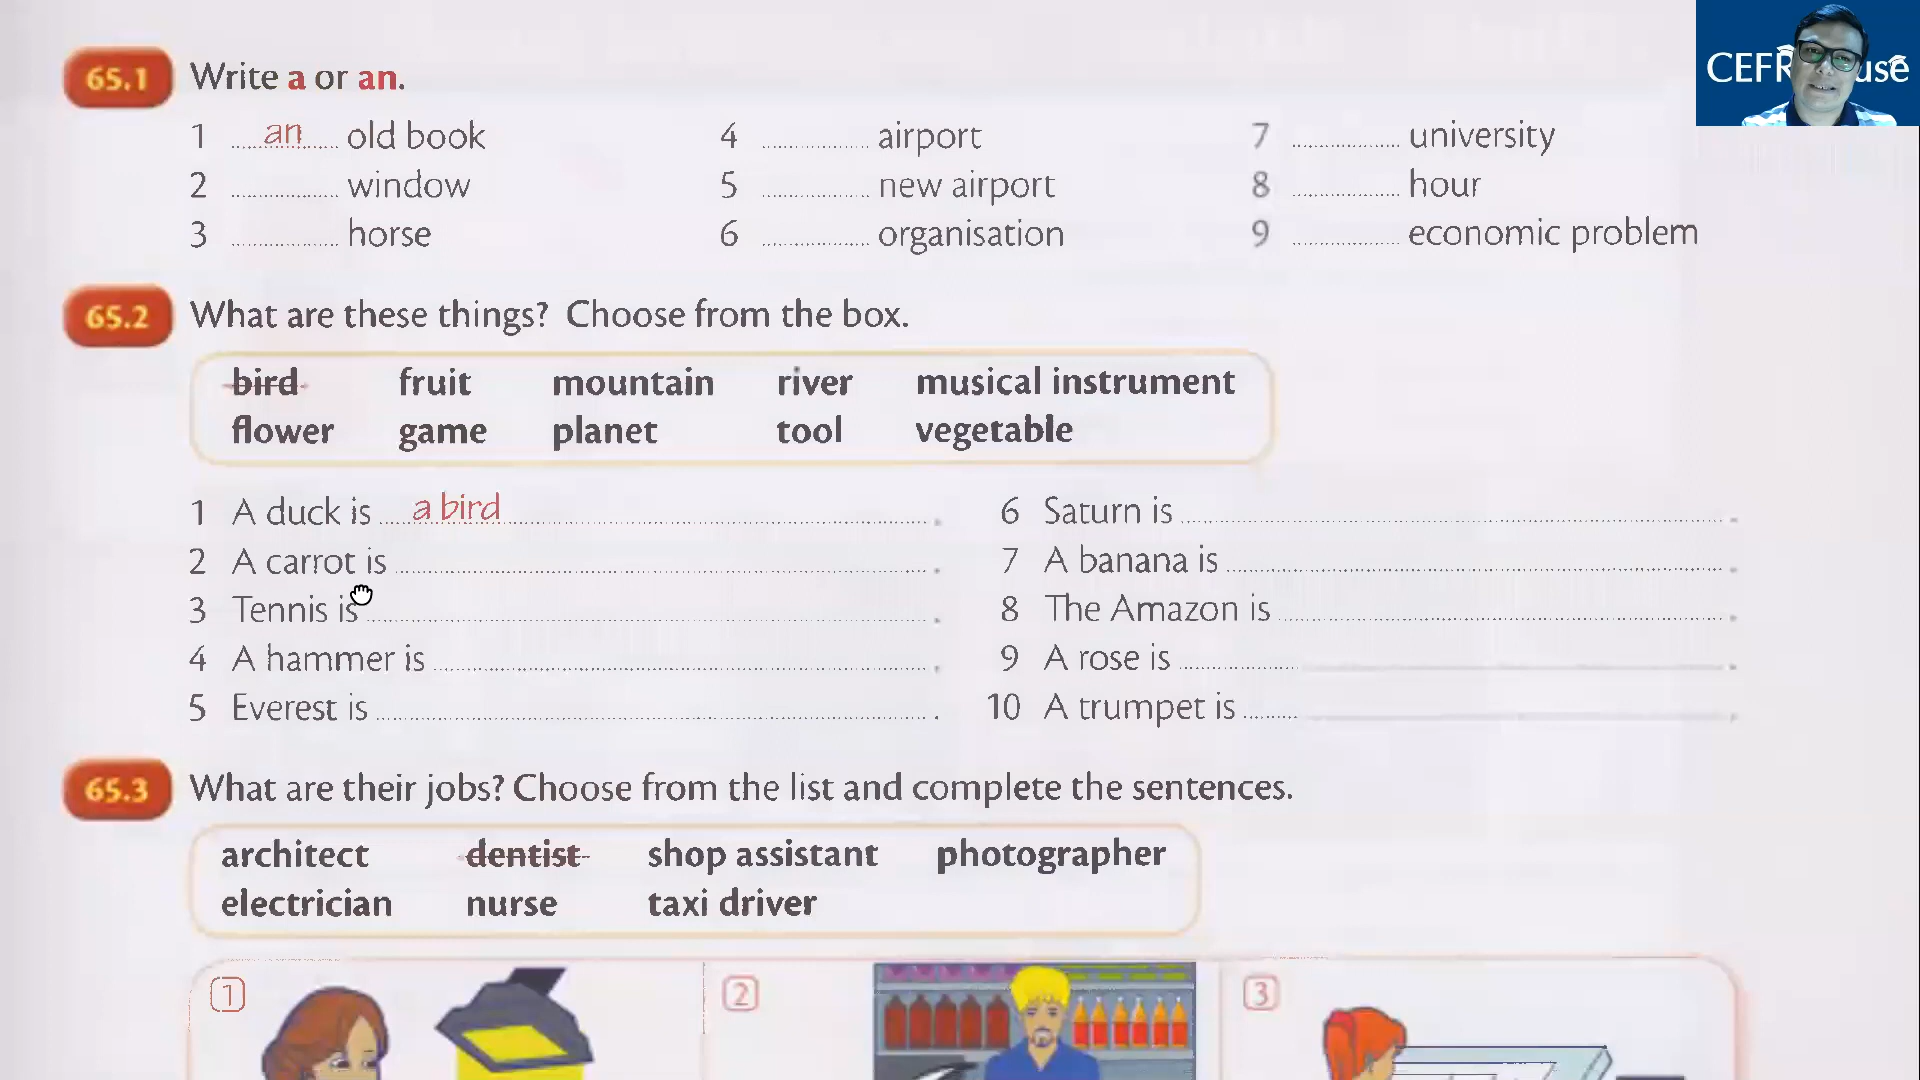 65.1 Write a or an.
1 an old book
2 window
3 horse
4 airport
5 new airport
6 organisation
7 university
8 hour
9 economic problem
65.2 What are these things? Choose from the box.
bird fruit mountain river musical instrument
flower game planet tool vegetable
1 A duck is a bird.
2 A carrot is .
3 Tennis is .
4 A hammer is .
5 Everest is .
6 Saturn is .
7 A banana is .
8 The Amazon is .
9 A rose is .
10 A trumpet is .
65.3 What are their jobs? Choose from the list and complete the sentences.
architect dentist shop assistant photographer
electrician nurse taxi driver
1
2
3